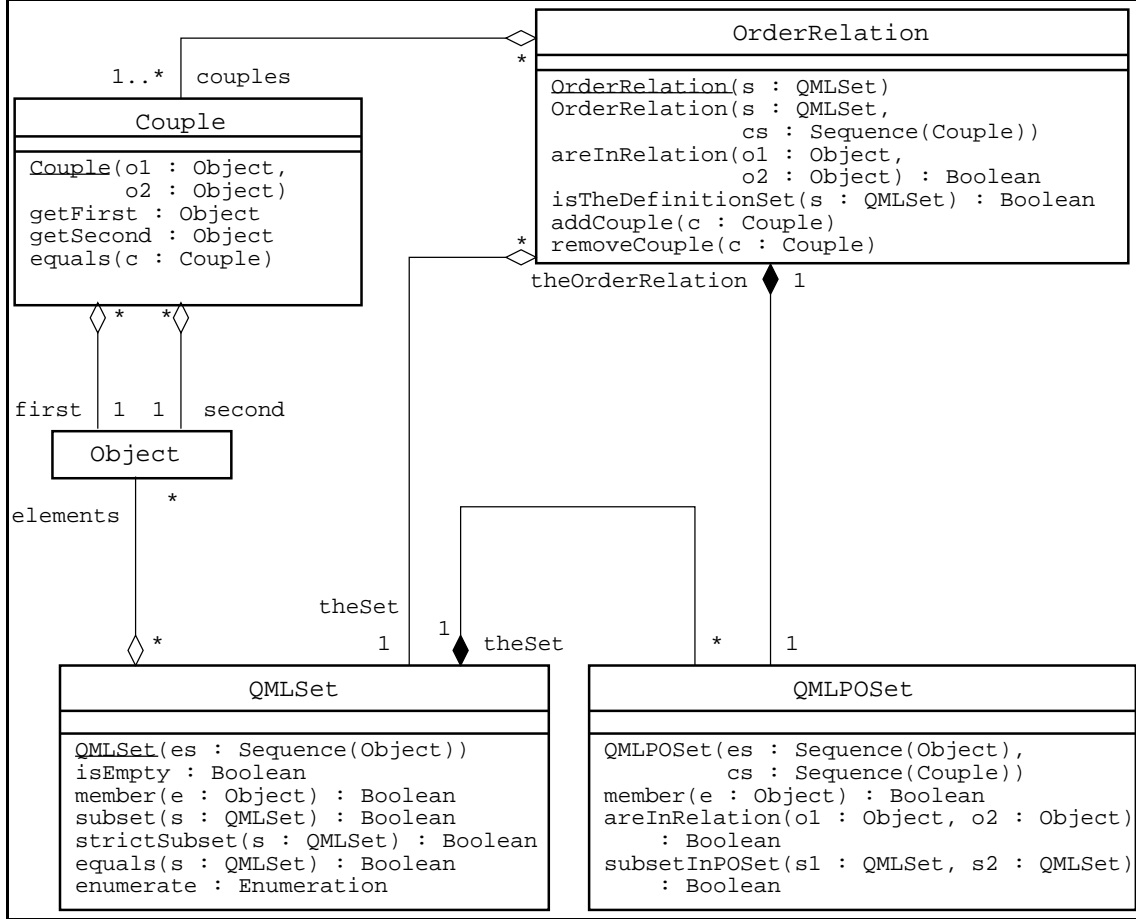 OrderRelation
OrderRelation(s : QMLSet)
OrderRelation(s : QMLSet,
cs : Sequence(Couple))
areInRelation(o1 : Object,
o2 : Object) : Boolean
isTheDefinitionSet(s : QMLSet) : Boolean
addCouple(c : Couple)
removeCouple(c : Couple)
*
1..* couples
Couple
Couple(o1 : Object,
o2 : Object)
getFirst : Object
getSecond : Object
equals(c : Couple)
*
theOrderRelation 1
* *
first 1 1 second
Object
*
elements
theSet
1
*
1 theSet
* 1
QMLSet
QMLSet(es : Sequence(Object))
isEmpty : Boolean
member(e : Object) : Boolean
subset(s : QMLSet) : Boolean
strictSubset(s : QMLSet) : Boolean
equals(s : QMLSet) : Boolean
enumerate : Enumeration
QMLPOSet
QMLPOSet(es : Sequence(Object),
cs : Sequence(Couple))
member(e : Object) : Boolean
areInRelation(o1 : Object, o2 : Object)
: Boolean
subsetInPOSet(s1 : QMLSet, s2 : QMLSet)
: Boolean